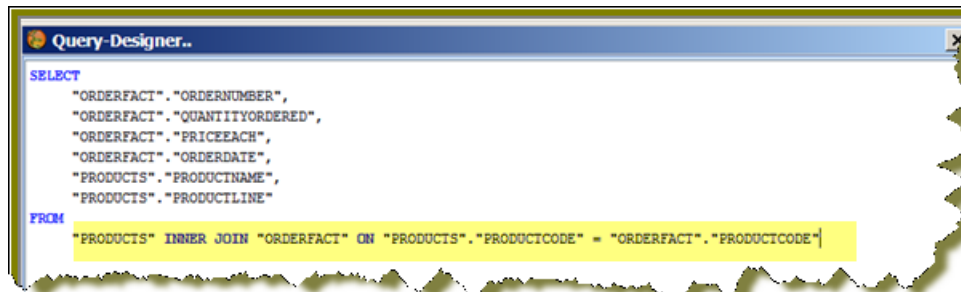 Query-Designer..
SELECT
"ORDERFACT"."ORDERNUMBER",
"ORDERFACT"."QUANTITYORDERED",
"ORDERFACT"."PRICEEACH",
"ORDERFACT"."ORDERDATE",
"PRODUCTS"."PRODUCTNAME",
"PRODUCTS"."PRODUCTLINE"
FROM
"PRODUCTS" INNER JOIN "ORDERFACT" ON "PRODUCTS"."PRODUCTCODE" = "ORDERFACT"."PRODUCTCODE"